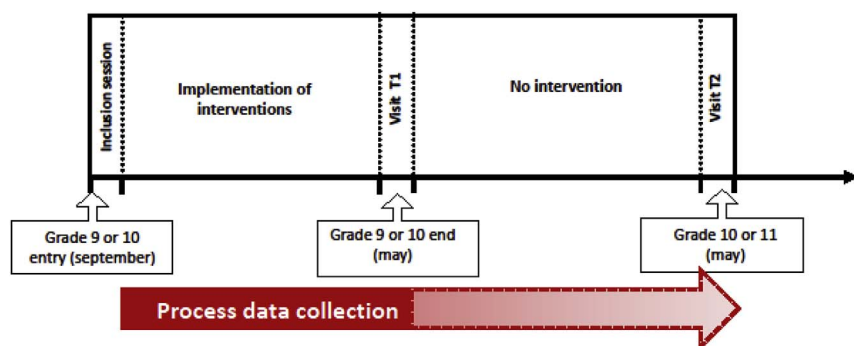 Inclusion session
Implementation of
interventions
Visit T1
No intervention
Visit T2
Grade 9 or 10
entry (september)
Grade 9 or 10 end
(may)
Grade 10 or 11
(may)
Process data collection